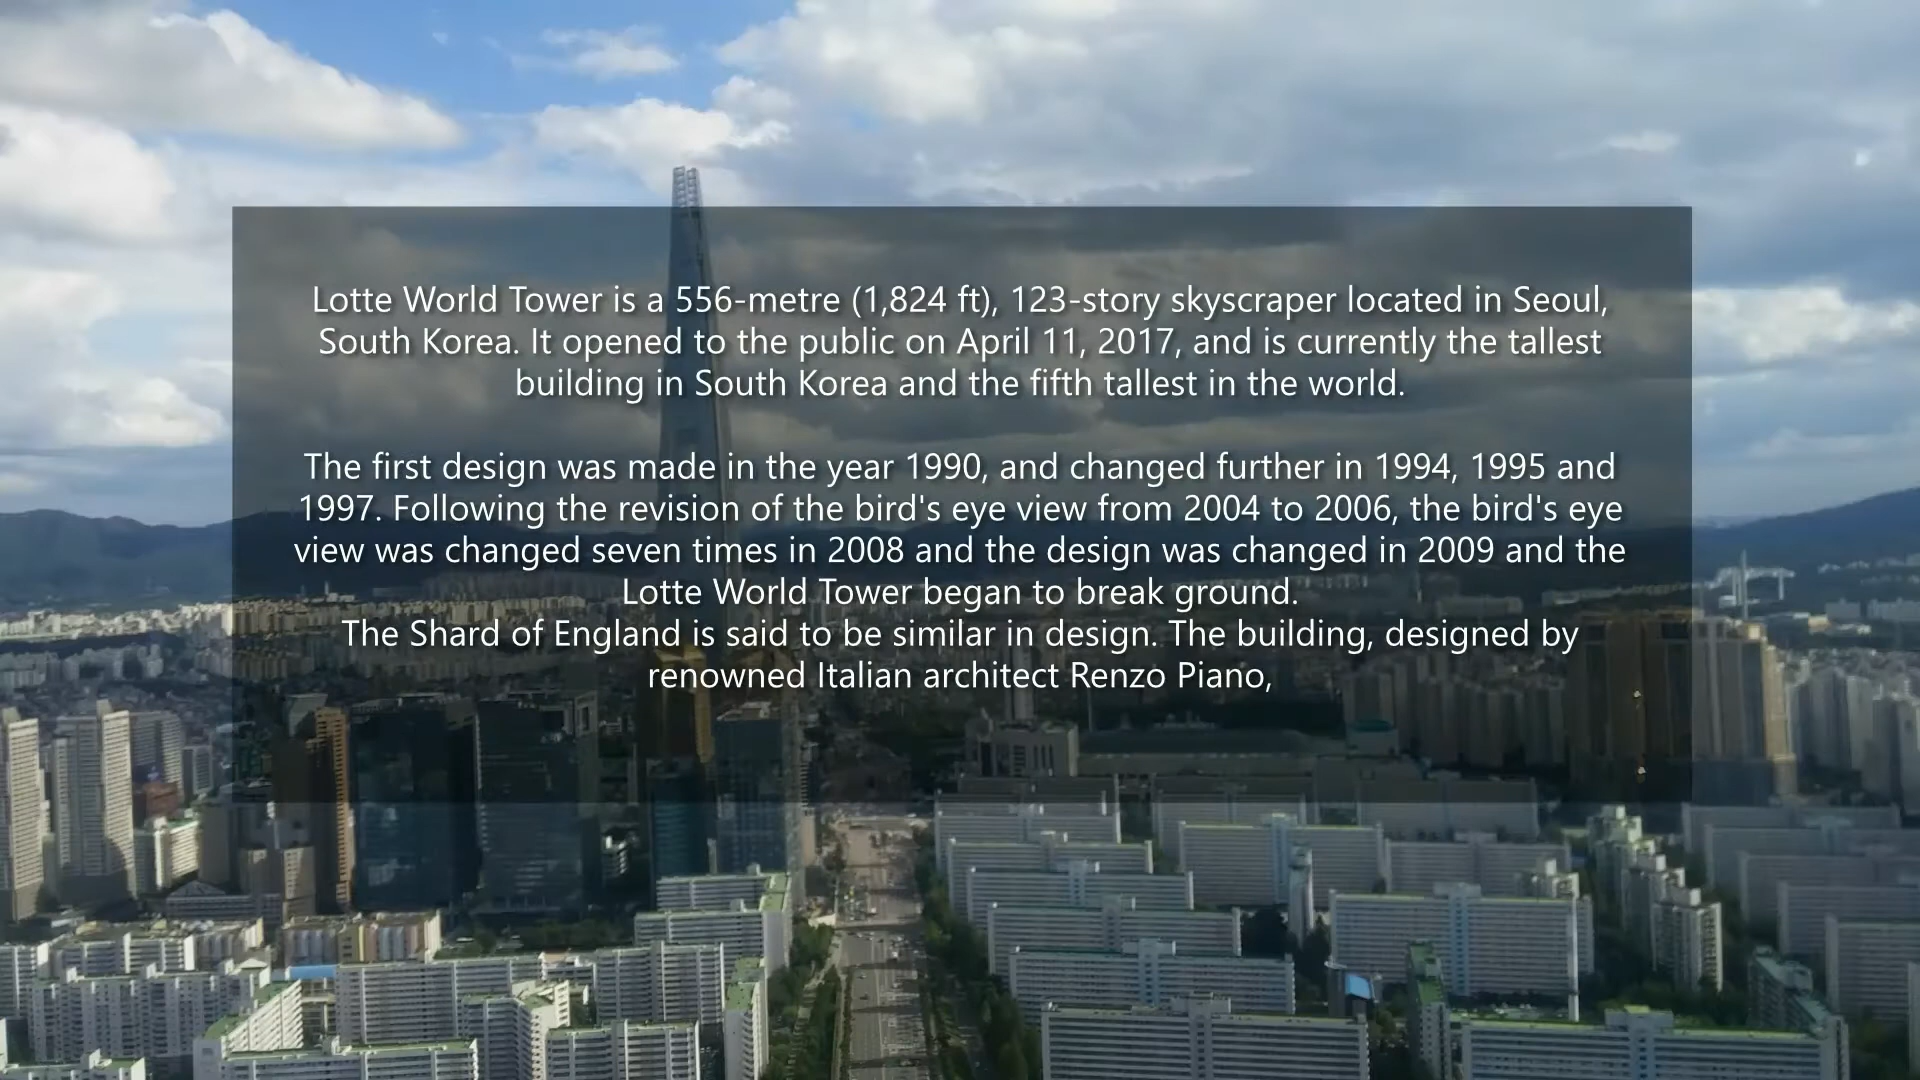 Lotte World Tower is a 556-metre (1,824 ft), 123-story skyscraper located in Seoul,
South Korea. It opened to the public on April 11, 2017, and is currently the tallest
building in South Korea and the fifth tallest in the world.
The first design was made in the year 1990, and changed further in 1994, 1995 and
1997. Following the revision of the bird's eye view from 2004 to 2006, the bird's eye
view was changed seven times in 2008 and the design was changed in 2009 and the
Lotte World Tower began to break ground.
The Shard of England is said to be similar in design. The building, designed by
renowned Italian architect Renzo Piano,